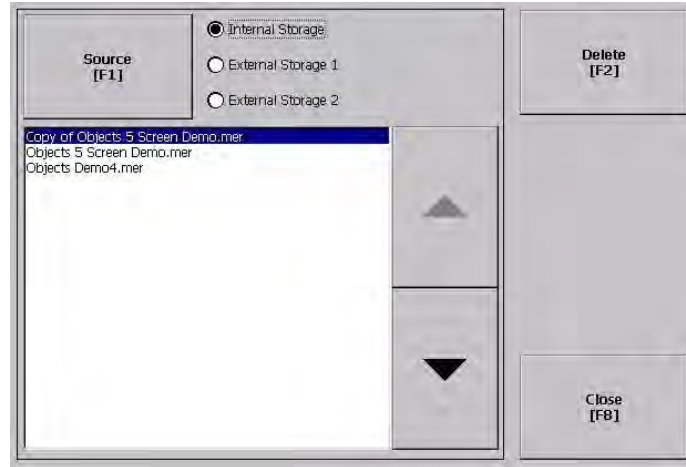 Source
[F1]
Internal Storage
External Storage 1
External Storage 2
Delete
[F2]
Copy of Objects 5 Screen Demo.mer
Objects 5 Screen Demo.mer
Objects Demo4.mer
Close
[F8]